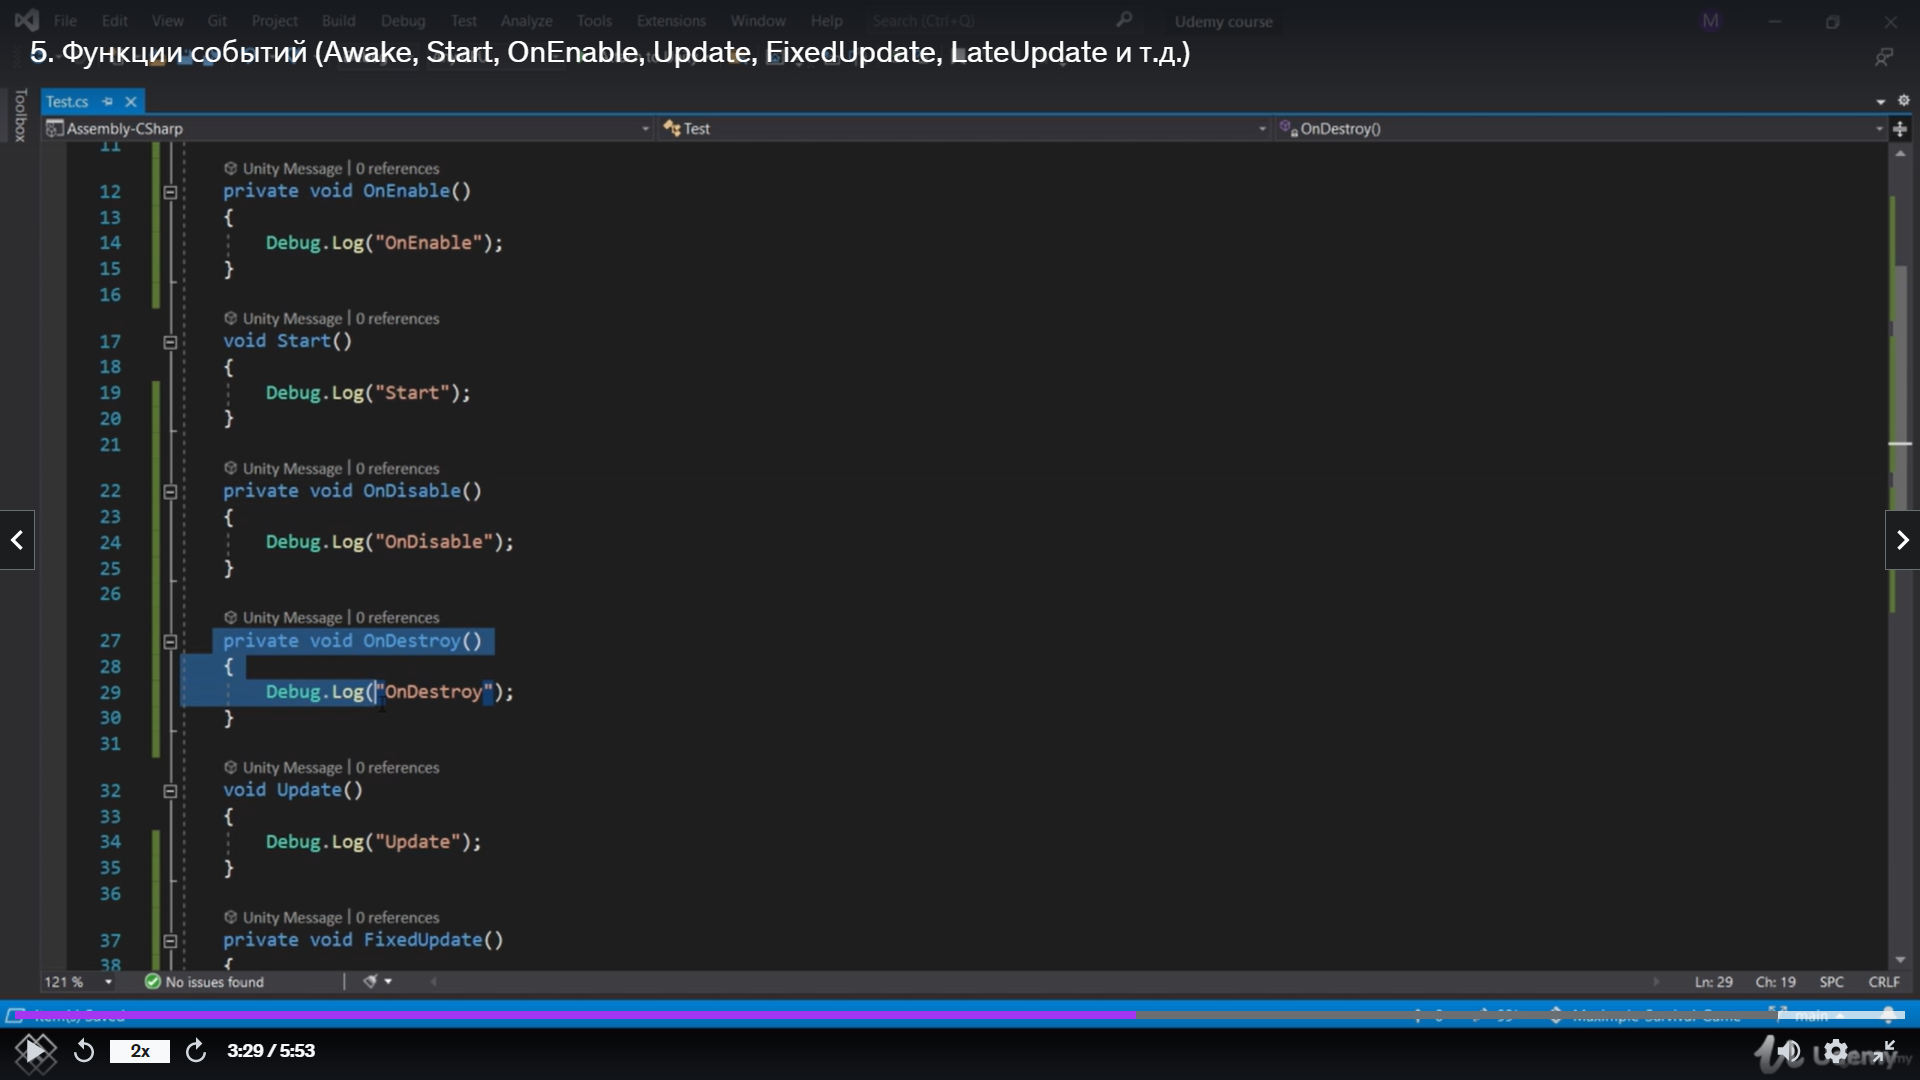 File Edit View Git Project Build Debug Test Analyze Tools Extensions Window Help Search (Ctrl+Q) Udemy course M
5. Функции событий (Awake, Start, OnEnable, Update, FixedUpdate, LateUpdate и т.д.)
Toolbox
Test.cs
Assembly-CSharp Test OnDestroy()
11
Unity Message | 0 references
12 private void OnEnable()
13 {
14 Debug.Log("OnEnable");
15 }
16
Unity Message | 0 references
17 void Start()
18 {
19 Debug.Log("Start");
20 }
21
Unity Message | 0 references
22 private void OnDisable()
23 {
24 Debug.Log("OnDisable");
25 }
26
Unity Message | 0 references
27 private void OnDestroy()
28 {
29 Debug.Log("OnDestroy");
30 }
31
Unity Message | 0 references
32 void Update()
33 {
34 Debug.Log("Update");
35 }
36
Unity Message | 0 references
37 private void FixedUpdate()
38 {
121 % No issues found Ln: 29 Ch: 19 SPC CRLF
Item(s) Saved main
2x 3:29 / 5:53 Udemy